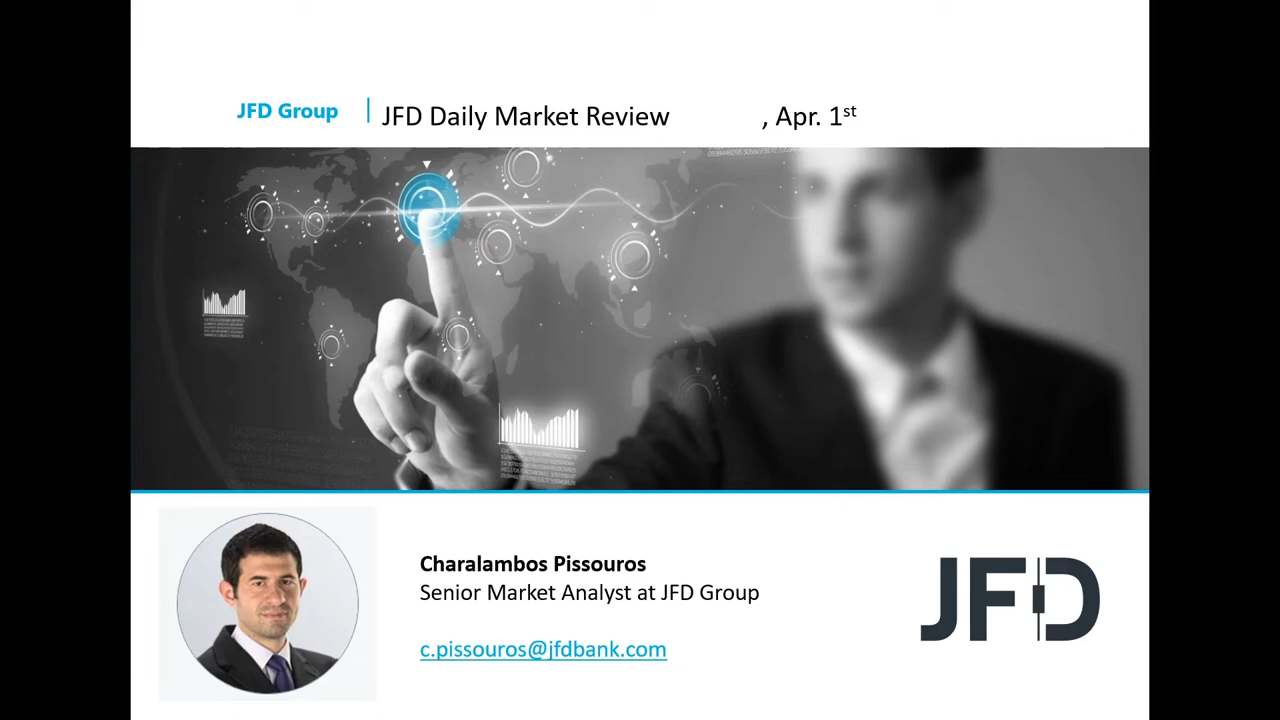 JFD Group
JFD Daily Market Review , Apr. 1st
Charalambos Pissouros
Senior Market Analyst at JFD Group
c.pissouros@jfdbank.com
JFD